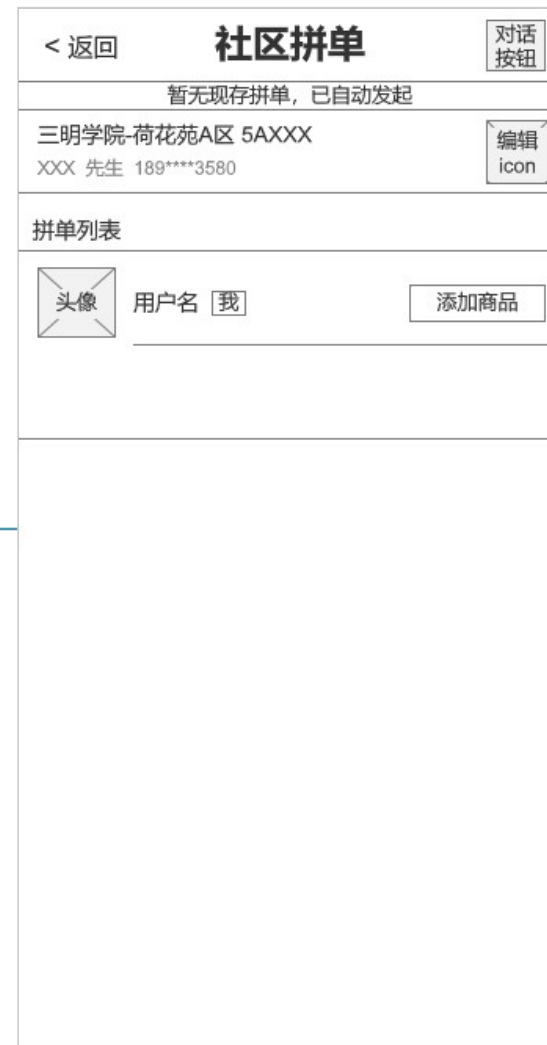 < 返回
社区拼单
对话
按钮
暂无现存拼单，已自动发起
三明学院-荷花苑A区 5AXXX
XXX 先生 189****3580
编辑
icon
拼单列表
头像
用户名 我
添加商品